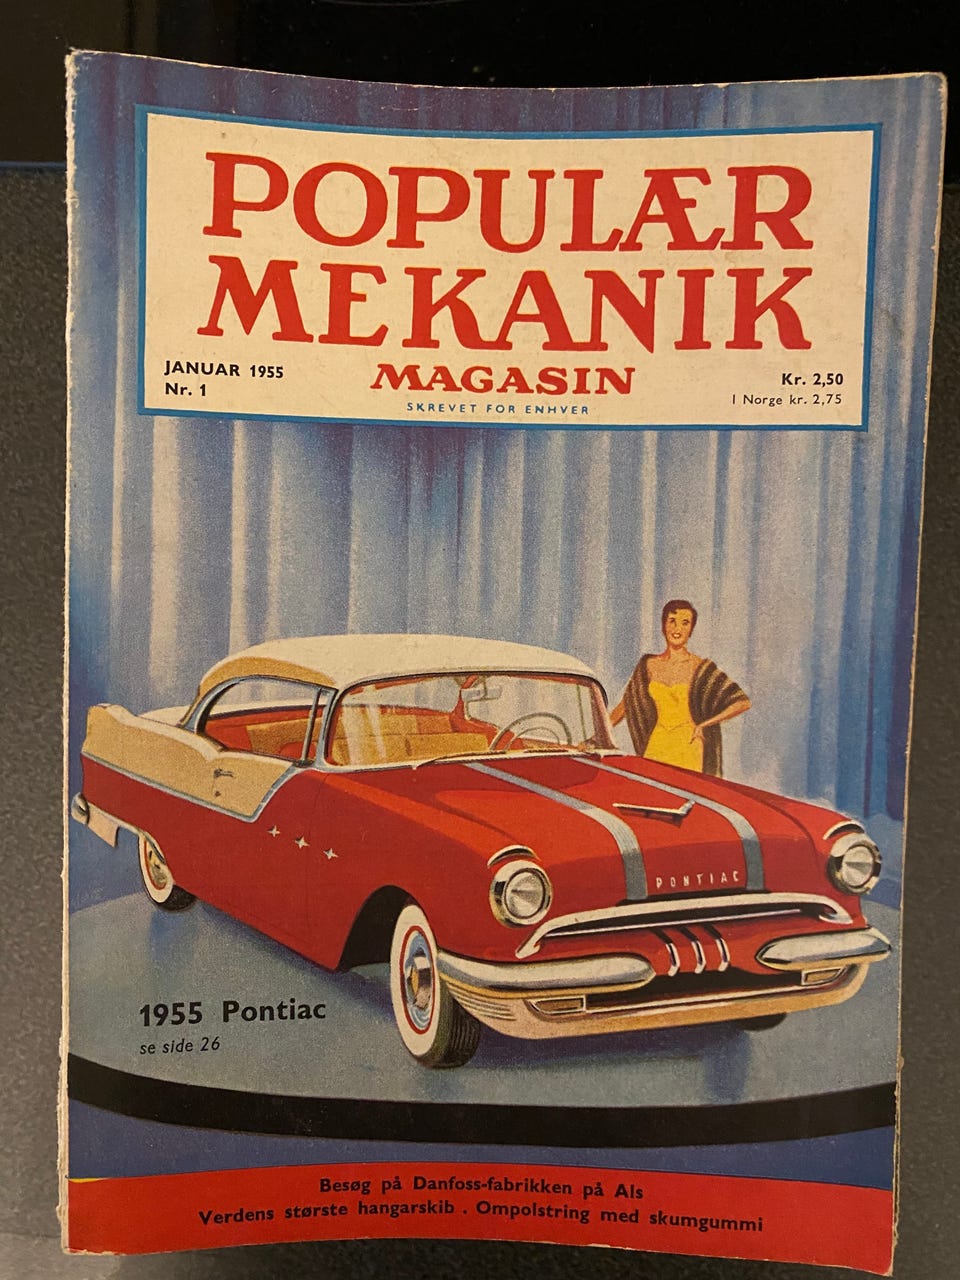 POPULÆR
MEKANIK
MAGASIN
SKREVET FOR ENHVER
JANUAR 1955
Nr. 1
Kr. 2,50
I Norge kr. 2,75
PONTIAC
1955 Pontiac
se side 26
Besøg på Danfoss-fabrikken på Als
Verdens største hangarskib . Ompolstring med skumgummi